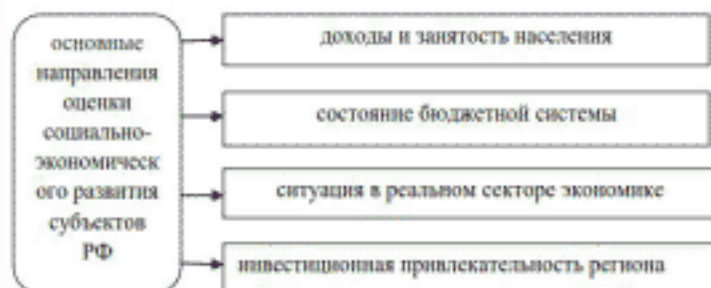 основные
направления
оценки
социально-
экономическ
ого развития
субъектов
РФ
доходы и занятость населения
состояние бюджетной системы
ситуация в реальном секторе экономике
инвестиционная привлекательность региона